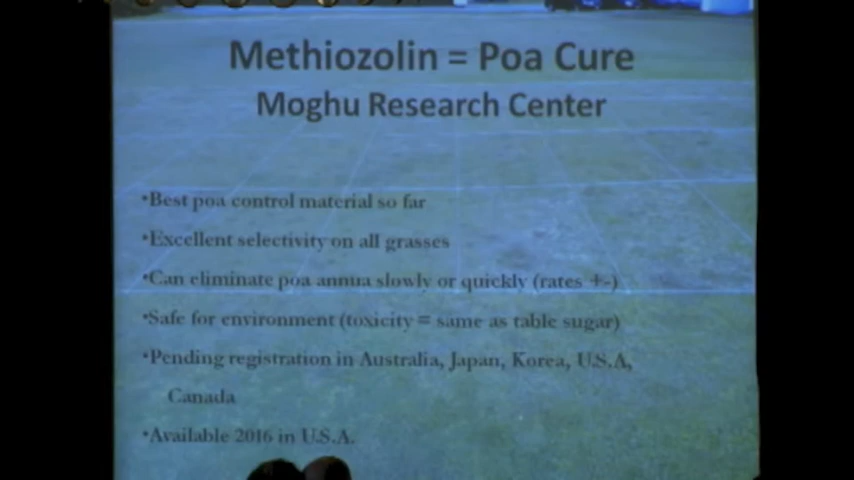 Methiozolin = Poa Cure
Moghu Research Center
•Best poa control material so far
•Excellent selectivity on all grasses
•Can eliminate poa annua slowly or quickly (rates +-)
•Safe for environment (toxicity = same as table sugar)
•Pending registration in Australia, Japan, Korea, U.S.A,
Canada
•Available 2016 in U.S.A.